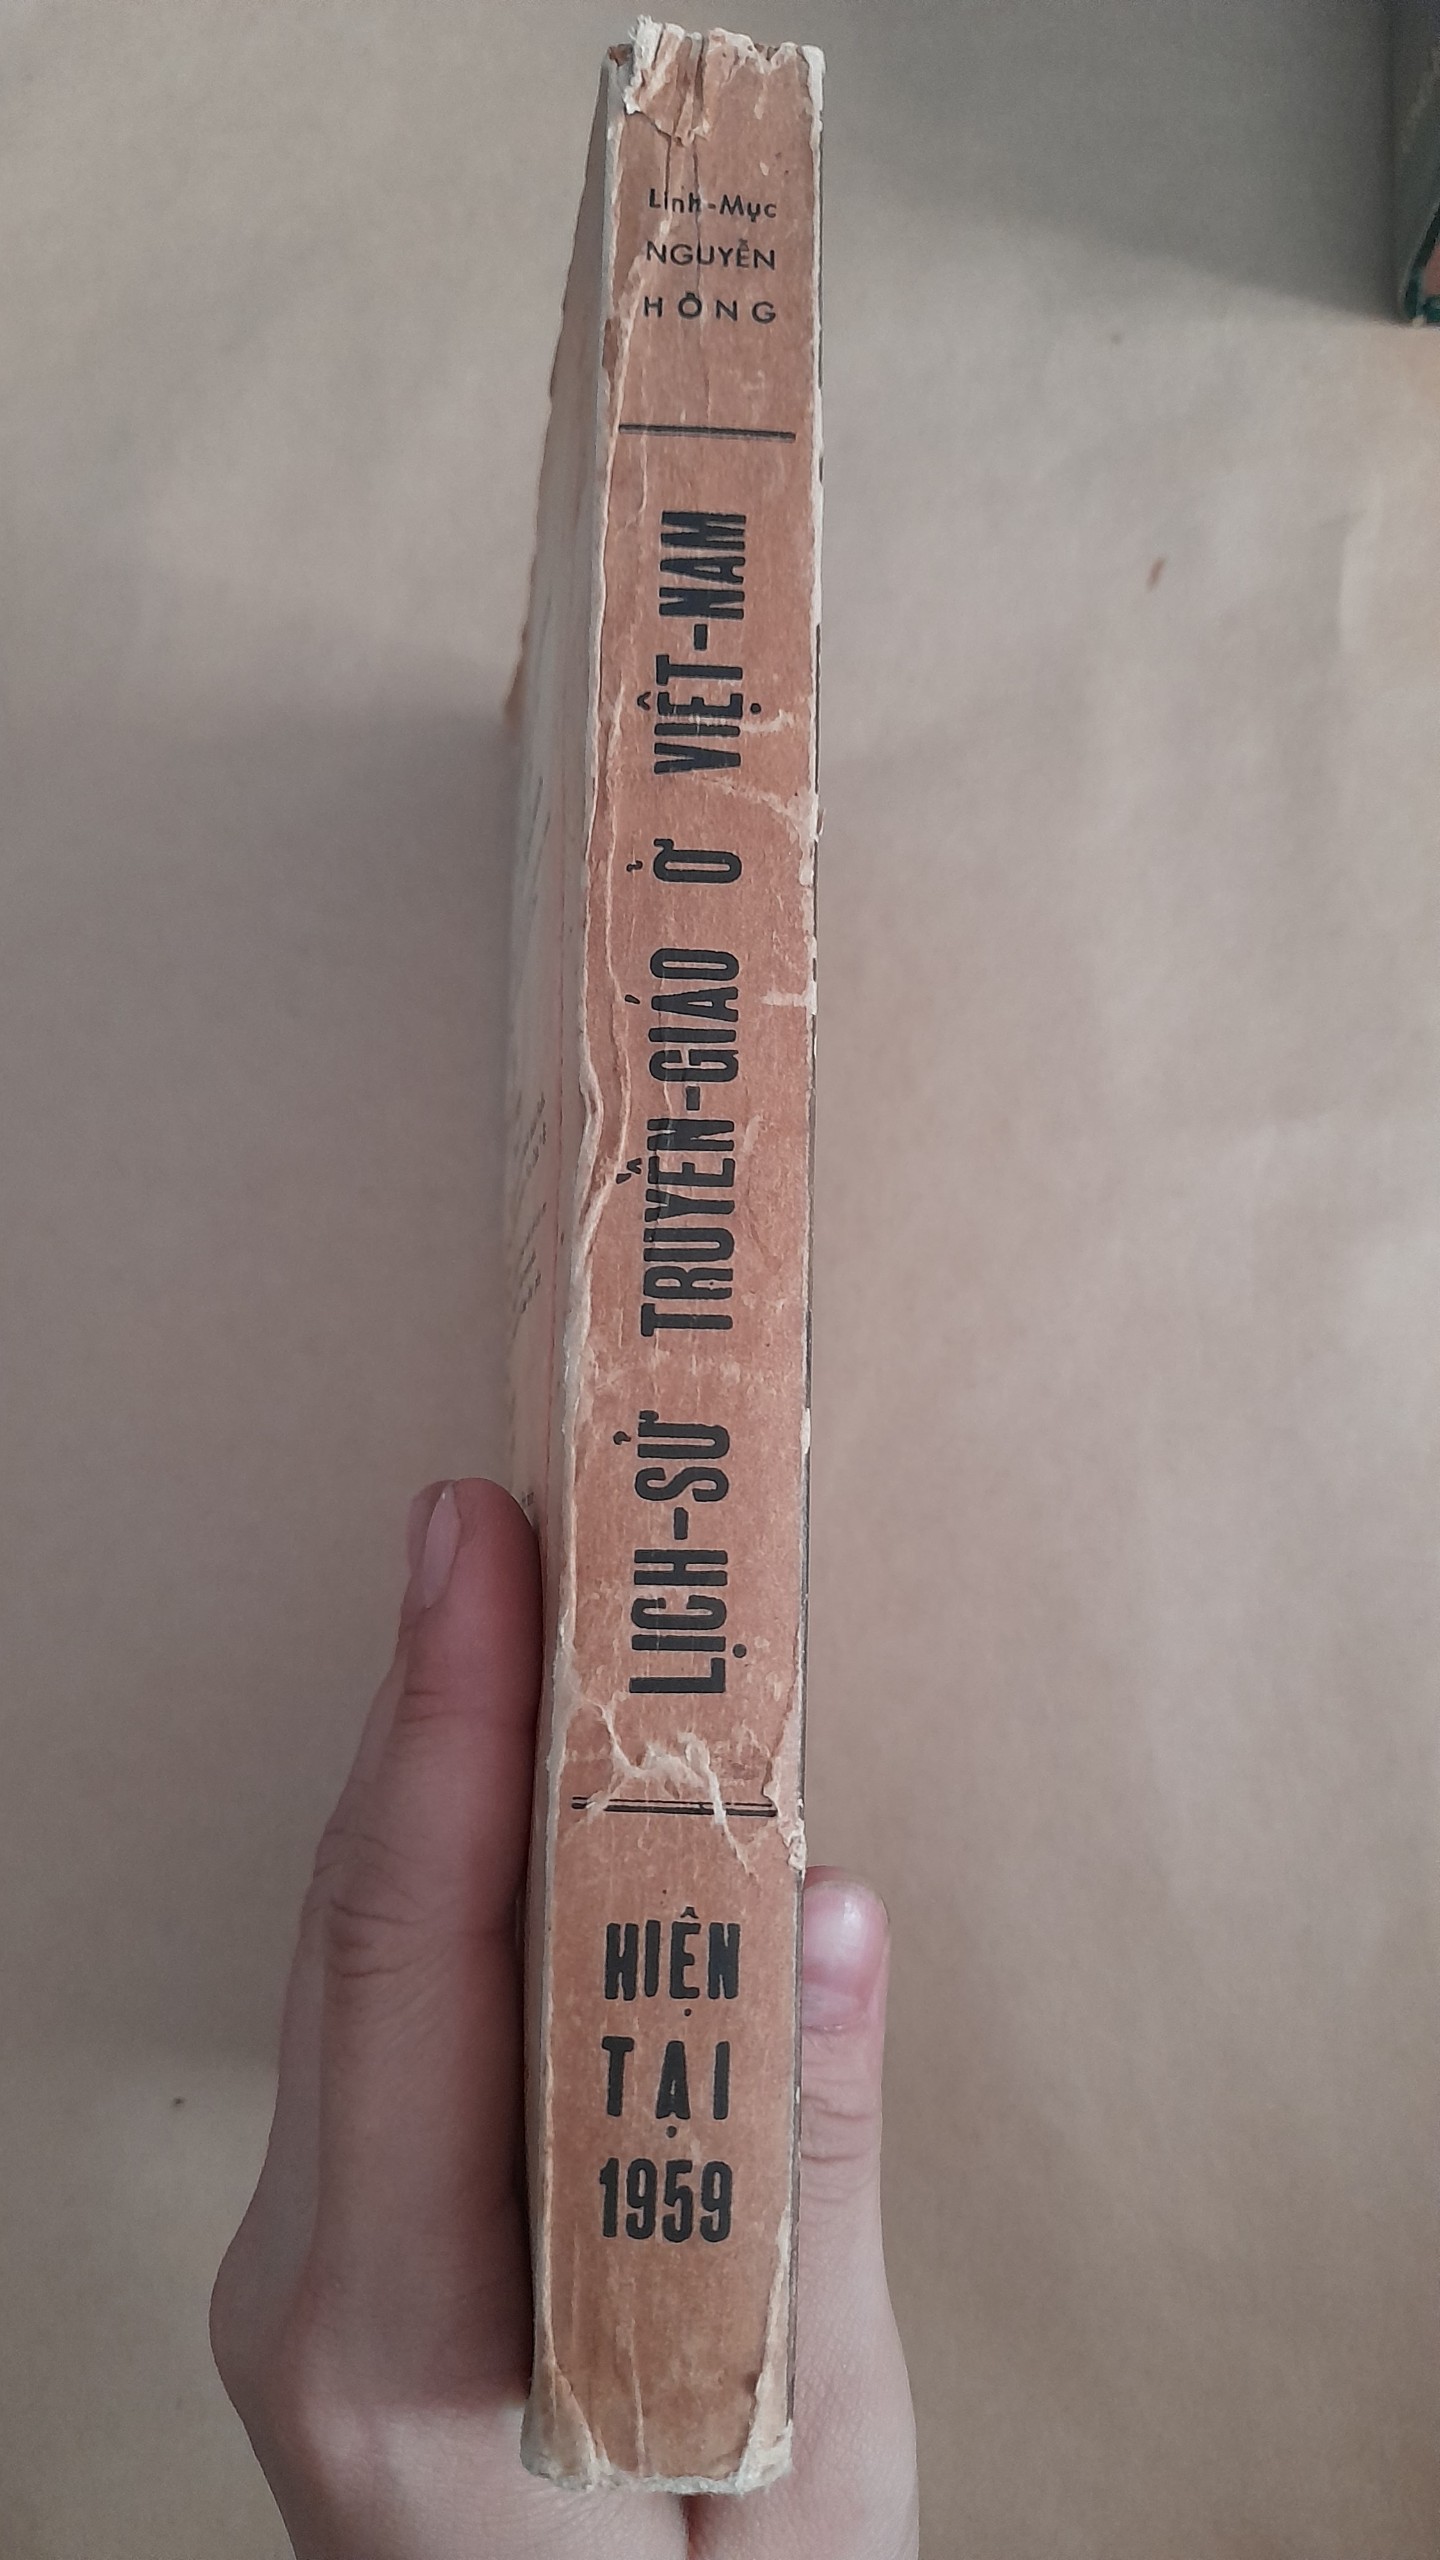 Linh-Mục
NGUYỄN
HỒNG
LỊCH-SỬ TRUYỀN-GIÁO Ở VIỆT-NAM
HIỆN
TẠI
1959